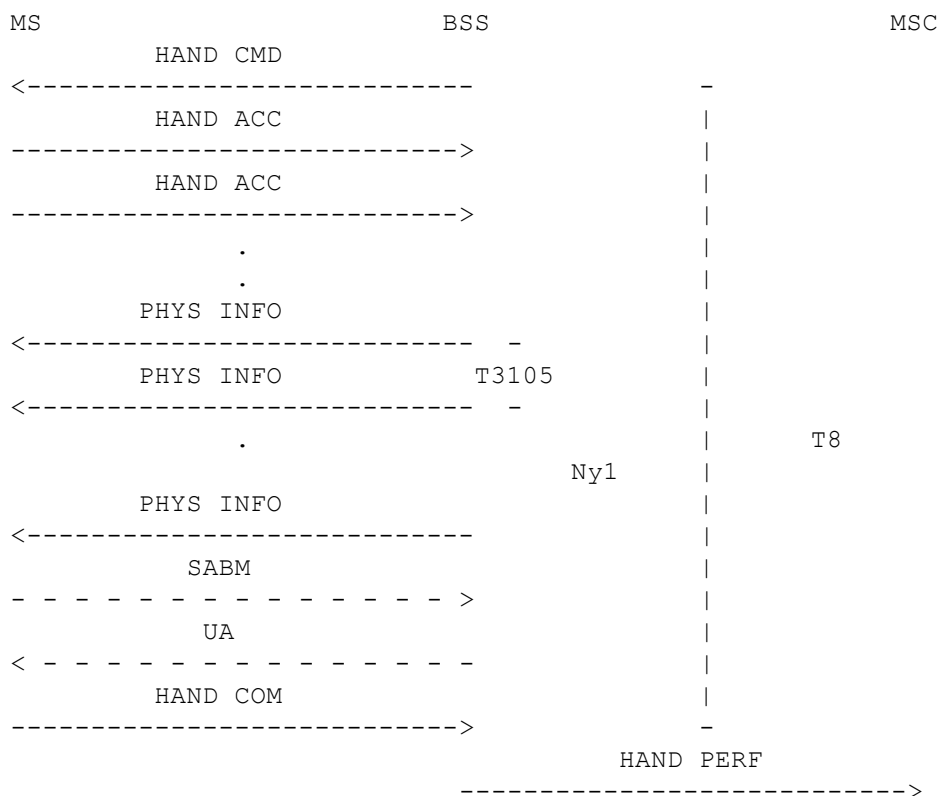 MS BSS MSC
HAND CMD
<---------------------------- -
HAND ACC |
----------------------------> |
HAND ACC |
----------------------------> |
. |
. |
PHYS INFO |
<---------------------------- - |
PHYS INFO T3105 |
<---------------------------- - |
. | T8
Ny1 |
PHYS INFO |
<---------------------------- |
SABM |
- - - - - - - - - - - - - - > |
UA |
< - - - - - - - - - - - - - - |
HAND COM |
----------------------------> -
HAND PERF
---------------------------->